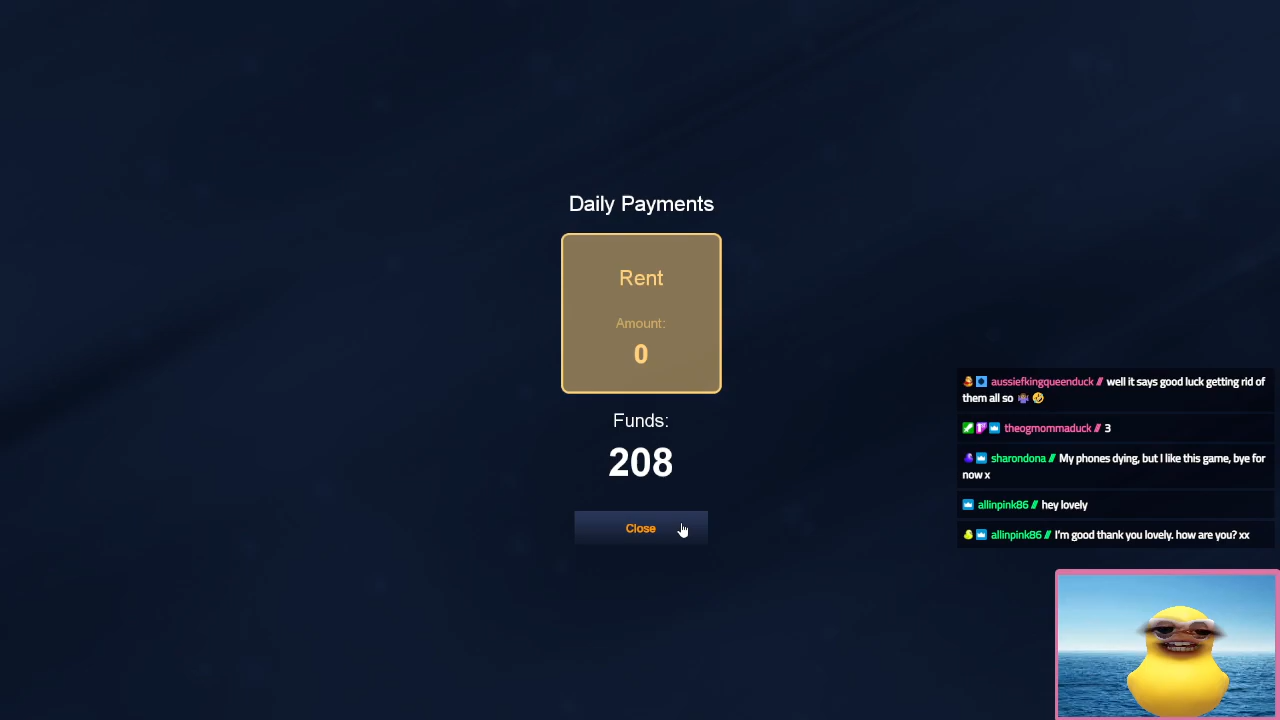 Daily Payments
Rent
Amount:
0
Funds:
208
Close
aussiefkingqueenduck // well it says good luck getting rid of
them all so 🤷🏽‍♀️ 🤣
theogmommaduck // 3
sharondona // My phones dying, but I like this game, bye for
now x
allinpink86 // hey lovely
allinpink86 // I'm good thank you lovely. how are you? xx